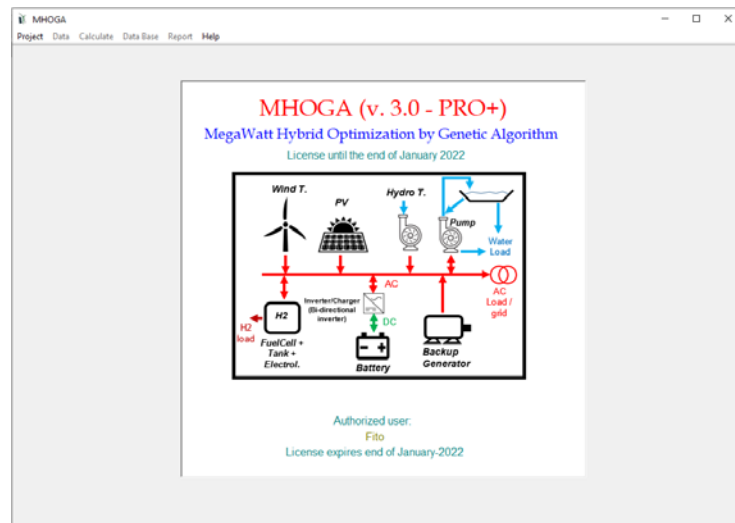 MHOGA
Project Data Calculate Data Base Report Help
MHOGA (v. 3.0 - PRO+)
MegaWatt Hybrid Optimization by Genetic Algorithm
License until the end of January 2022
Wind T.
PV
Hydro T.
Pump
Water
Load
AC
AC
Load /
grid
Inverter/Charger
(Bi-directional
inverter)
DC
H2
H2
load
FuelCell +
Tank +
Electrol.
Battery
Backup
Generator
Authorized user:
Fito
License expires end of January-2022